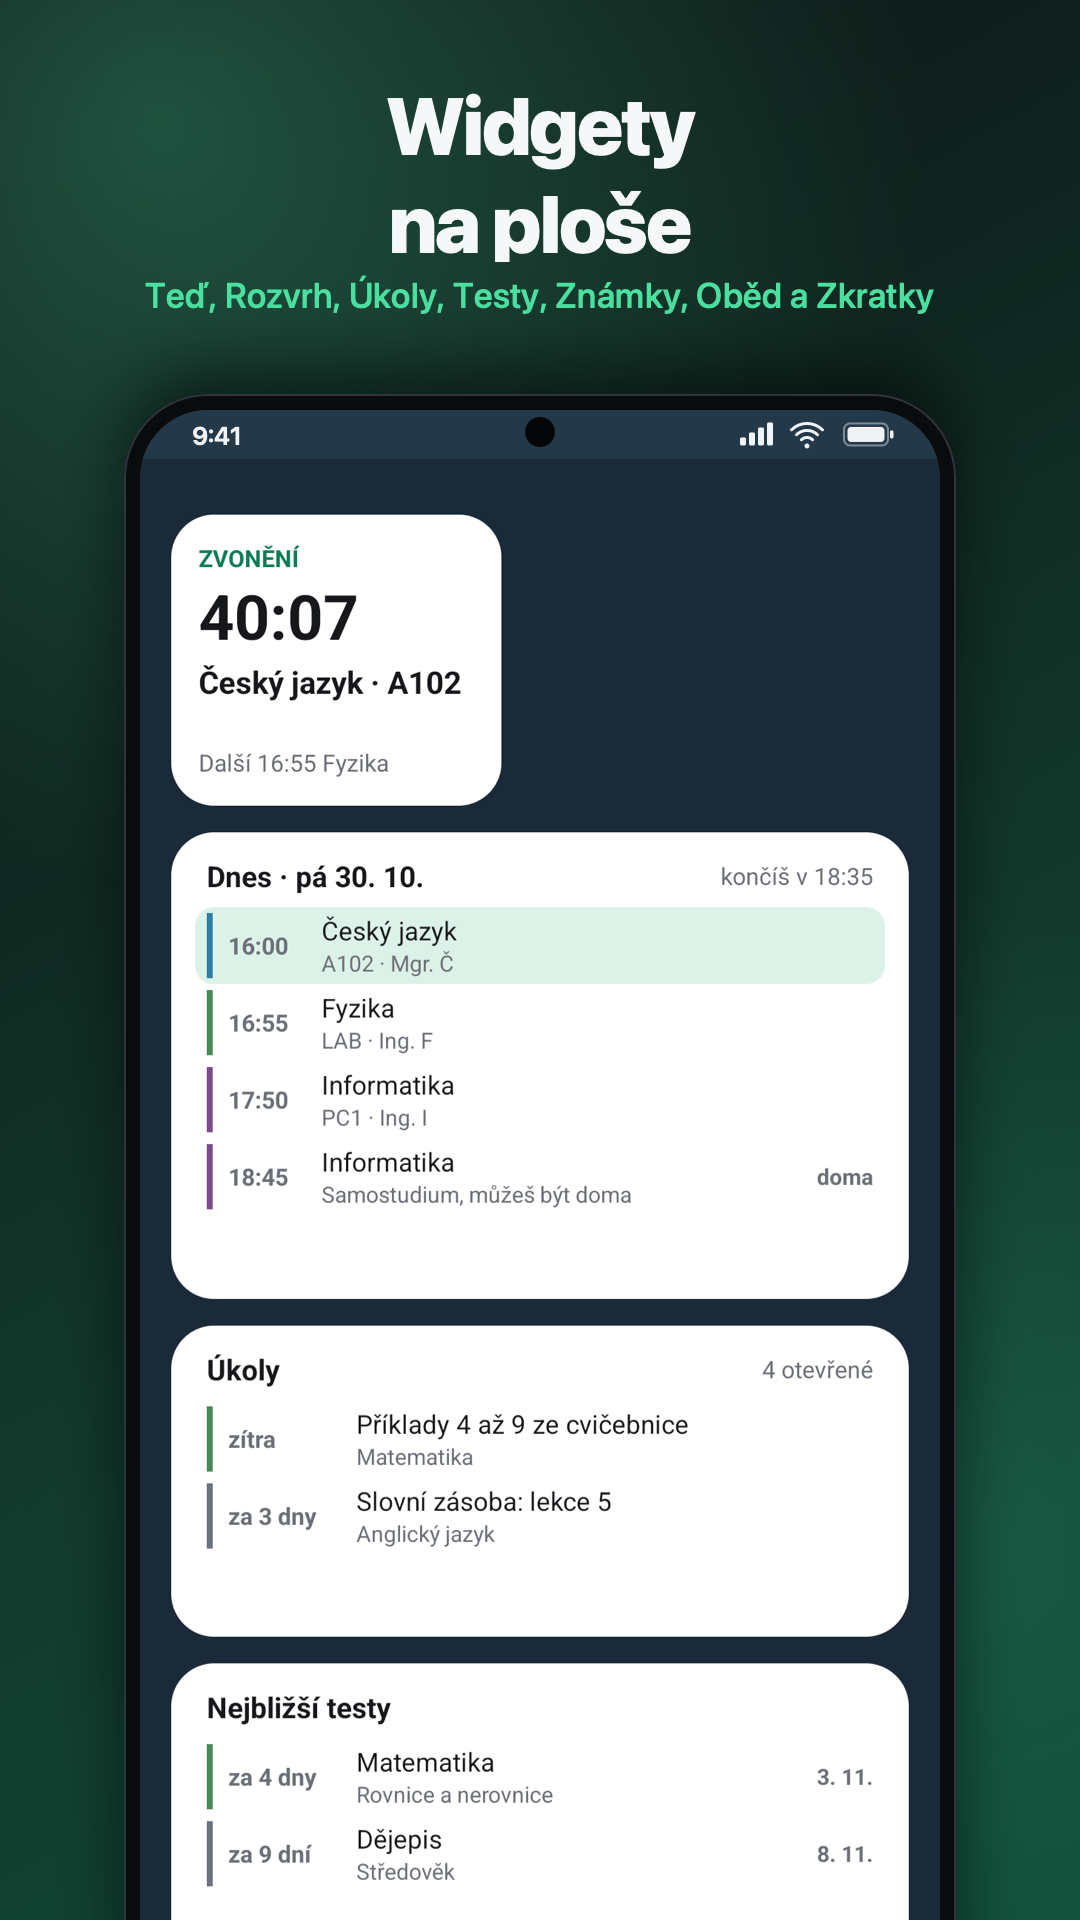 Widgety
na ploše
Teď, Rozvrh, Úkoly, Testy, Známky, Oběd a Zkratky
9:41
ZVONĚNÍ
40:07
Český jazyk · A102
Další 16:55 Fyzika
Dnes · pá 30. 10. končíš v 18:35
16:00 Český jazyk
A102 · Mgr. Č
16:55 Fyzika
LAB · Ing. F
17:50 Informatika
PC1 · Ing. I
18:45 Informatika doma
Samostudium, můžeš být doma
Úkoly 4 otevřené
zítra Příklady 4 až 9 ze cvičebnice
Matematika
za 3 dny Slovní zásoba: lekce 5
Anglický jazyk
Nejbližší testy
za 4 dny Matematika 3. 11.
Rovnice a nerovnice
za 9 dní Dějepis 8. 11.
Středověk